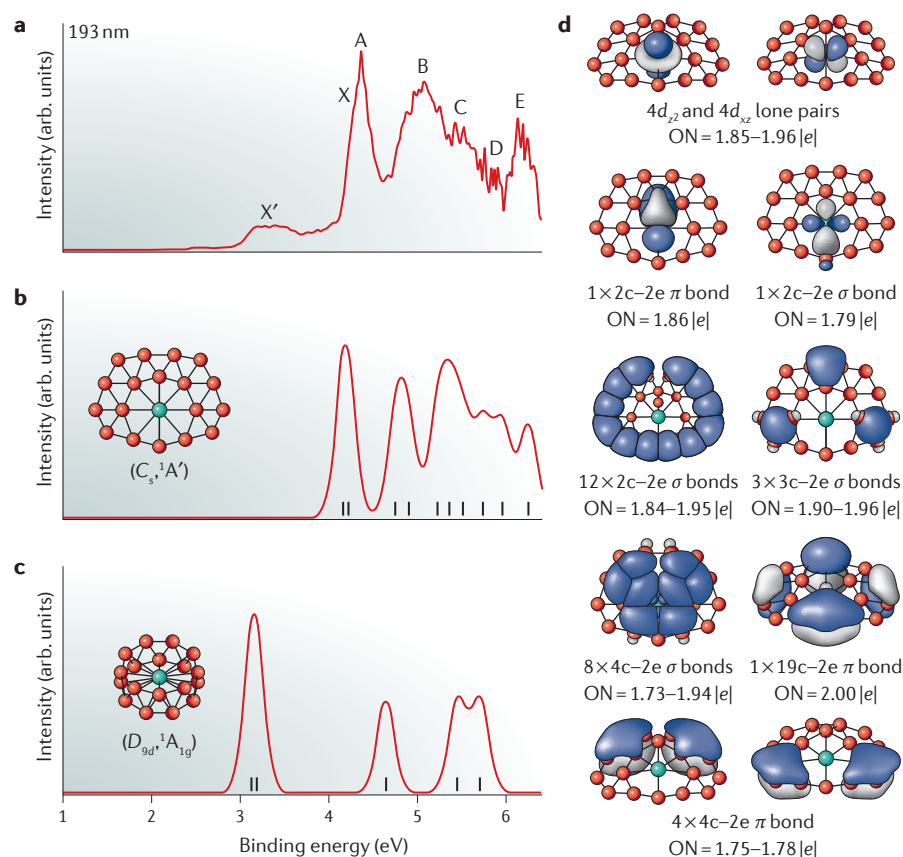 a
193 nm
A
X
B
C
D
E
X′
Intensity (arb. units)
b
(Cₛ, ¹A′)
Intensity (arb. units)
c
(D₉d, ¹A₁g)
Intensity (arb. units)
1 2 3 4 5 6
Binding energy (eV)
d
4d_z² and 4d_xz lone pairs
ON = 1.85–1.96 |e|
1 × 2c–2e π bond
ON = 1.86 |e|
1 × 2c–2e σ bond
ON = 1.79 |e|
12 × 2c–2e σ bonds
ON = 1.84–1.95 |e|
3 × 3c–2e σ bonds
ON = 1.90–1.96 |e|
8 × 4c–2e σ bonds
ON = 1.73–1.94 |e|
1 × 19c–2e π bond
ON = 2.00 |e|
4 × 4c–2e π bond
ON = 1.75–1.78 |e|